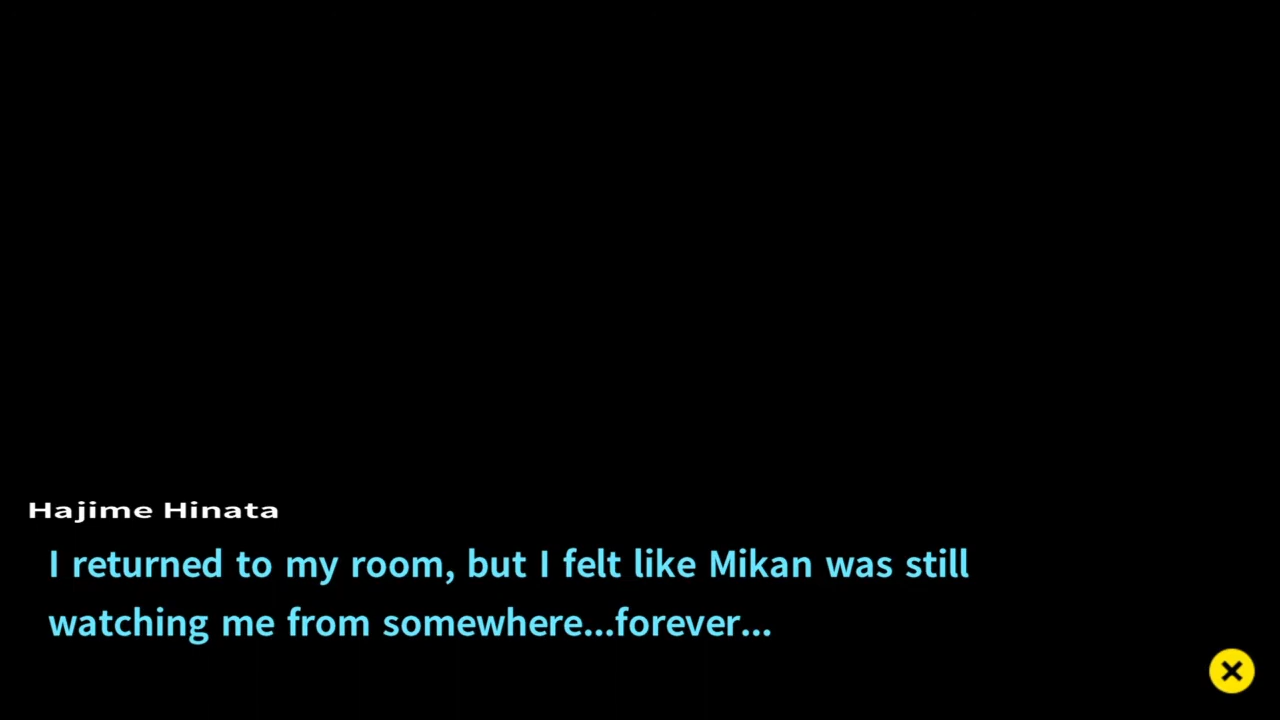 Hajime Hinata
I returned to my room, but I felt like Mikan was still
watching me from somewhere...forever...